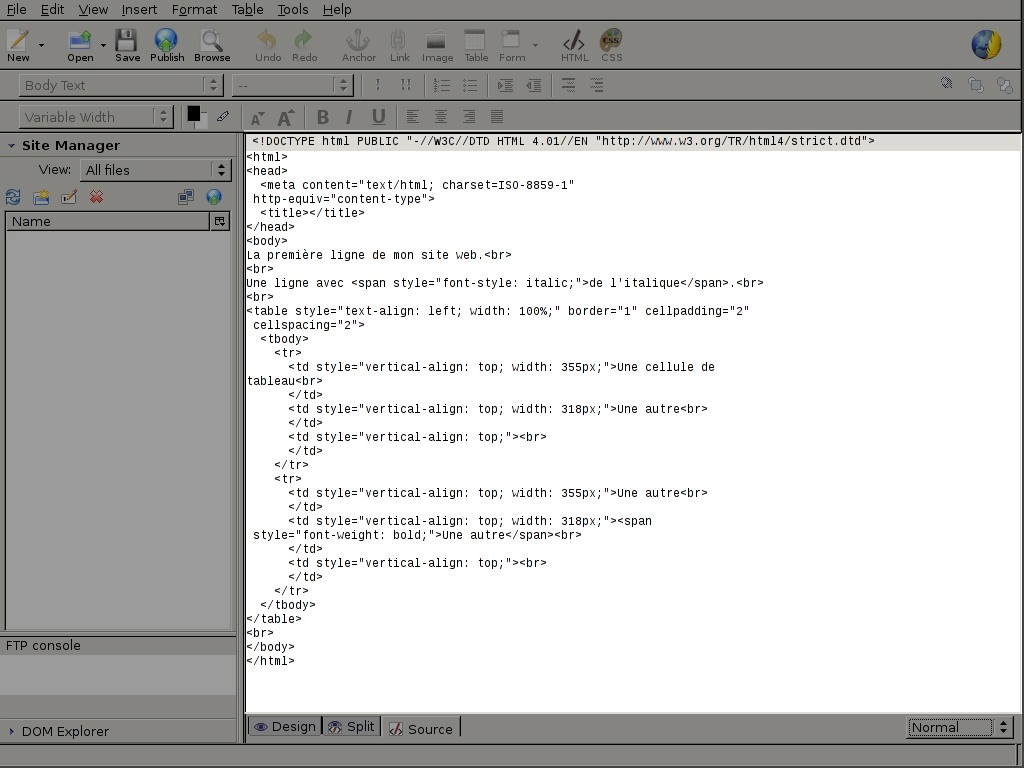 File Edit View Insert Format Table Tools Help
New Open Save Publish Browse Undo Redo Anchor Link Image Table Form HTML CSS
Body Text --
Variable Width
Site Manager
View: All files
Name
FTP console
DOM Explorer
<!DOCTYPE html PUBLIC "-//W3C//DTD HTML 4.01//EN "http://www.w3.org/TR/html4/strict.dtd">
<html>
<head>
  <meta content="text/html; charset=ISO-8859-1"
 http-equiv="content-type">
  <title></title>
</head>
<body>
La première ligne de mon site web.<br>
<br>
Une ligne avec <span style="font-style: italic;">de l'italique</span>.<br>
<br>
<table style="text-align: left; width: 100%;" border="1" cellpadding="2"
 cellspacing="2">
  <tbody>
    <tr>
      <td style="vertical-align: top; width: 355px;">Une cellule de
tableau<br>
      </td>
      <td style="vertical-align: top; width: 318px;">Une autre<br>
      </td>
      <td style="vertical-align: top;"><br>
      </td>
    </tr>
    <tr>
      <td style="vertical-align: top; width: 355px;">Une autre<br>
      </td>
      <td style="vertical-align: top; width: 318px;"><span
 style="font-weight: bold;">Une autre</span><br>
      </td>
      <td style="vertical-align: top;"><br>
      </td>
    </tr>
  </tbody>
</table>
<br>
</body>
</html>
Design Split Source Normal